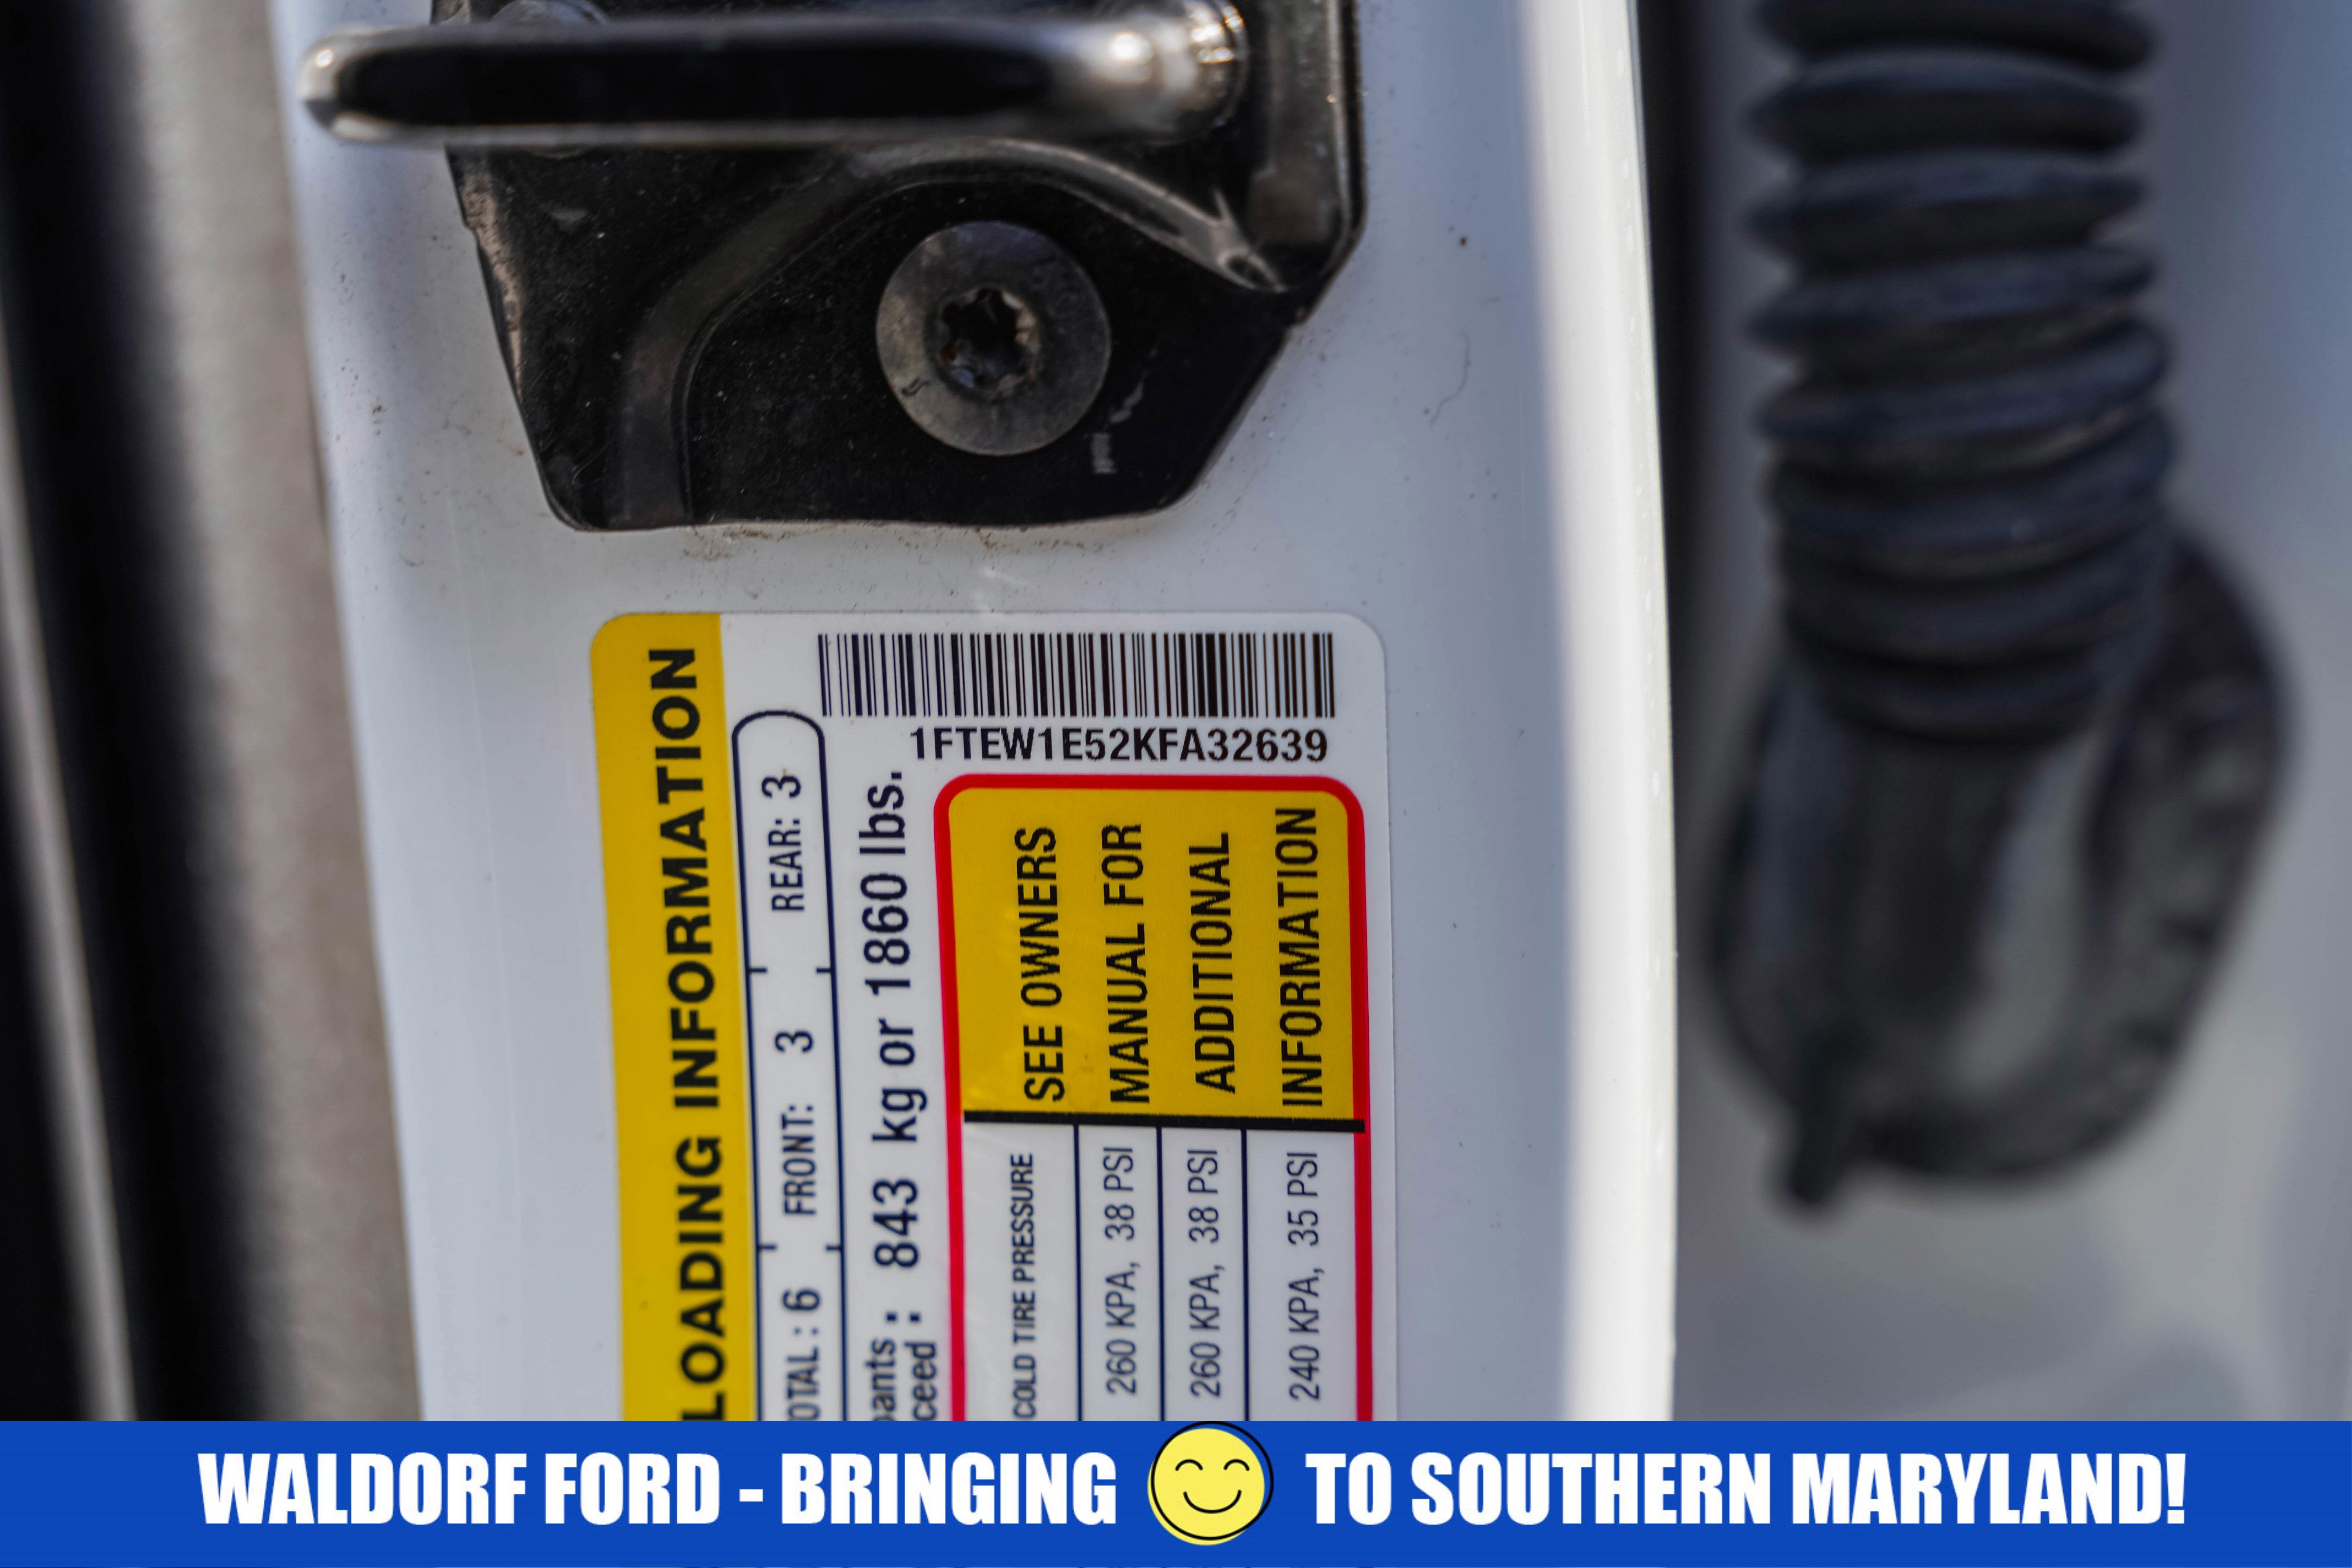 LOADING INFORMATION
OTAL : 6 FRONT: 3 REAR: 3
pants
ceed : 843 kg or 1860 lbs.
1FTEW1E52KFA32639
COLD TIRE PRESSURE
260 KPA, 38 PSI
260 KPA, 38 PSI
240 KPA, 35 PSI
SEE OWNERS
MANUAL FOR
ADDITIONAL
INFORMATION
WALDORF FORD - BRINGING TO SOUTHERN MARYLAND!